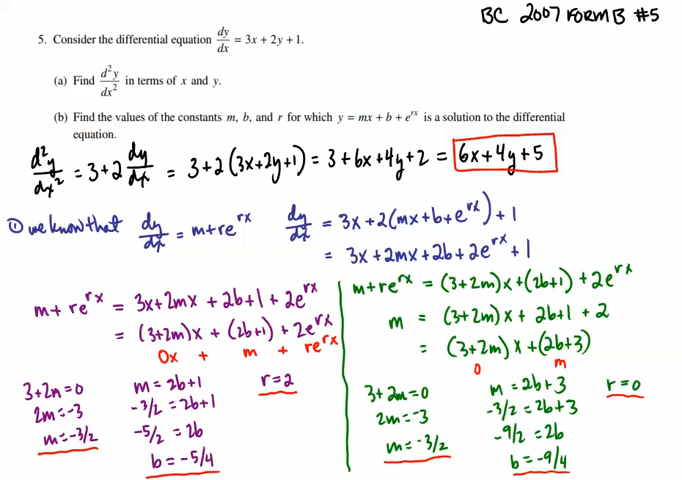 BC 2007 FORM B #5
5. Consider the differential equation dy/dx = 3x + 2y + 1.
(a) Find d²y/dx² in terms of x and y.
(b) Find the values of the constants m, b, and r for which y = mx + b + e^(rx) is a solution to the differential
equation.
d²y/dx² = 3+2 dy/dx = 3+2(3x+2y+1) = 3+6x+4y+2 = 6x+4y+5
① we know that dy/dx = m+re^(rx) dy/dx = 3x+2(mx+b+e^(rx))+1
= 3x+2mx+2b+2e^(rx)+1
m+re^(rx) = 3x+2mx+2b+1+2e^(rx)
= (3+2m)x+(2b+1)+2e^(rx)
0x + m + re^(rx)
3+2m=0
2m=-3
m=-3/2
m=2b+1
-3/2=2b+1
-5/2=2b
b=-5/4
r=2
m+re^(rx) = (3+2m)x+(2b+1)+2e^(rx)
m = (3+2m)x+2b+1+2
= (3+2m)x+(2b+3)
0 m
3+2m=0
2m=-3
m=-3/2
m=2b+3
-3/2=2b+3
-9/2=2b
b=-9/4
r=0